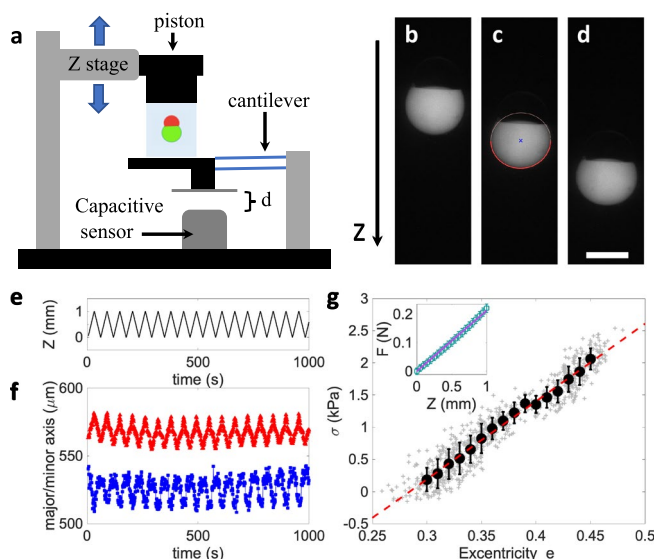 a
piston
Z stage
cantilever
d
Capacitive
sensor
b
c
d
Z
e
Z (mm)
1
0
0
500
1000
time (s)
f
major/minor axis (μm)
600
550
500
0
500
1000
time (s)
g
F (N)
0.2
0.1
0
0
0.5
1
Z (mm)
σ (kPa)
3
2.5
2
1.5
1
0.5
0
-0.5
0.25
0.3
0.35
0.4
0.45
0.5
Excentricity e